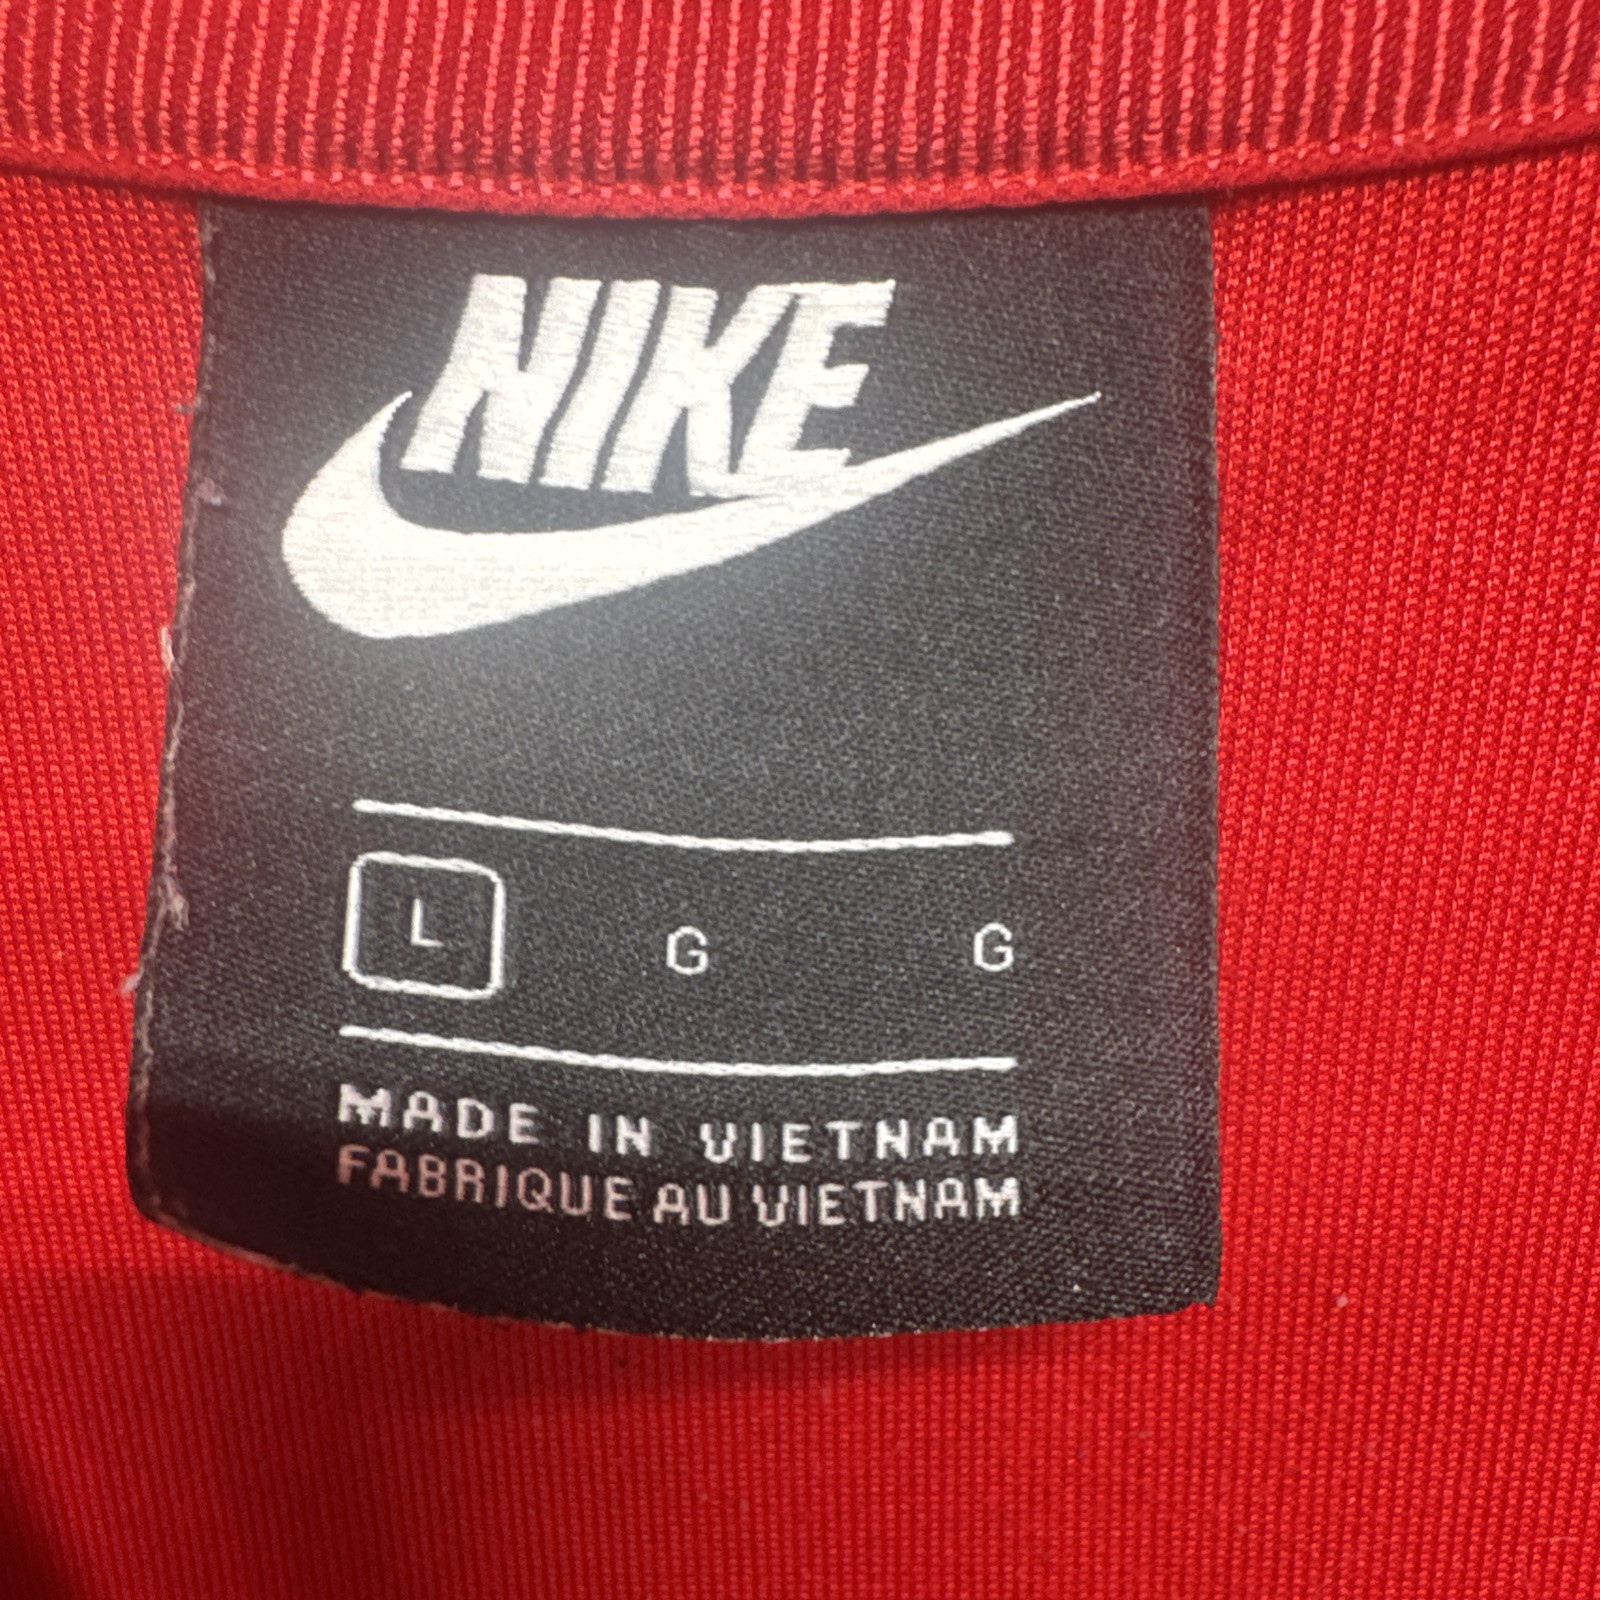 NIKE
L G G
MADE IN VIETNAM
FABRIQUE AU VIETNAM